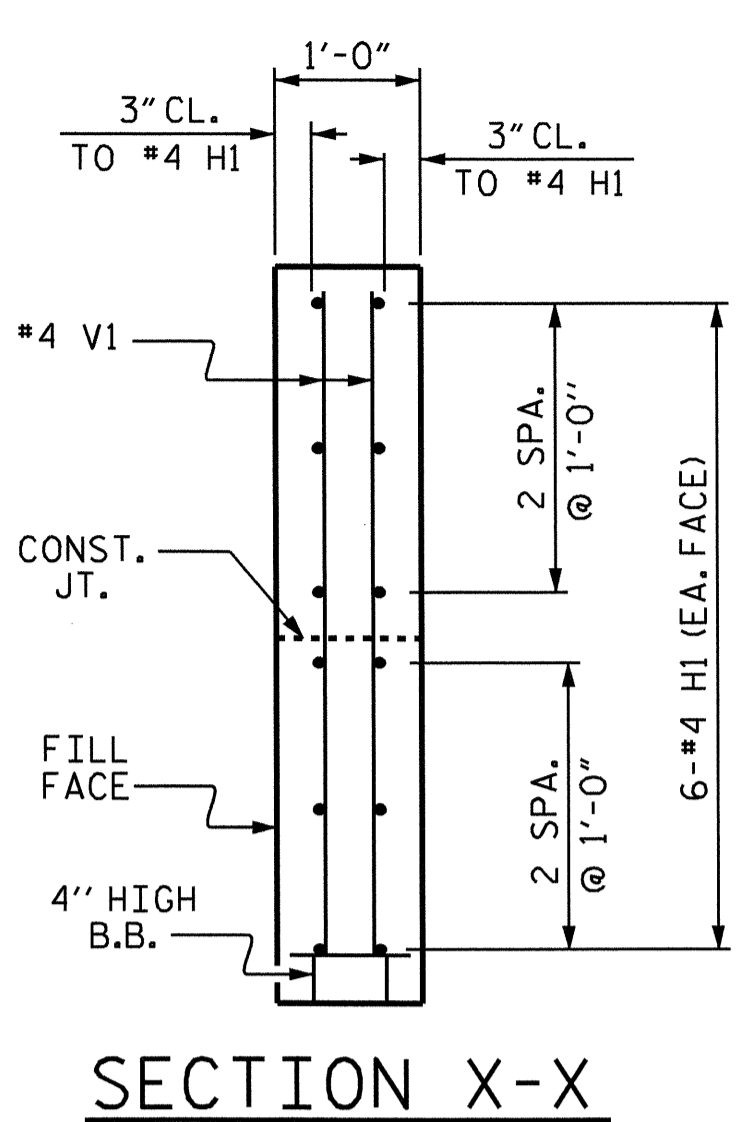 1'-0"
3" CL.
TO #4 H1
3" CL.
TO #4 H1
#4 V1
2 SPA.
@ 1'-0"
6-#4 H1 (EA. FACE)
CONST.
JT.
FILL
FACE
2 SPA.
@ 1'-0"
4" HIGH
B.B.
SECTION X-X